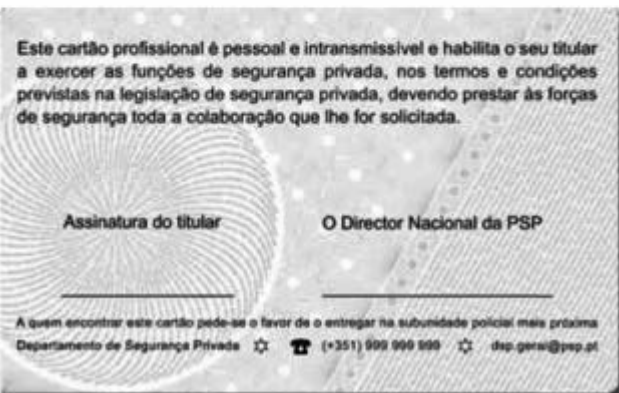 Este cartão profissional é pessoal e intransmissível e habilita o seu titular
a exercer as funções de segurança privada, nos termos e condições
previstas na legislação de segurança privada, devendo prestar às forças
de segurança toda a colaboração que lhe for solicitada.
Assinatura do titular O Director Nacional da PSP
A quem encontrar este cartão pede-se o favor de o entregar na subunidade policial mais próxima
Departamento de Segurança Privada ✡ ☎ (+351) 999 999 999 ✡ dsp.geral@psp.pt